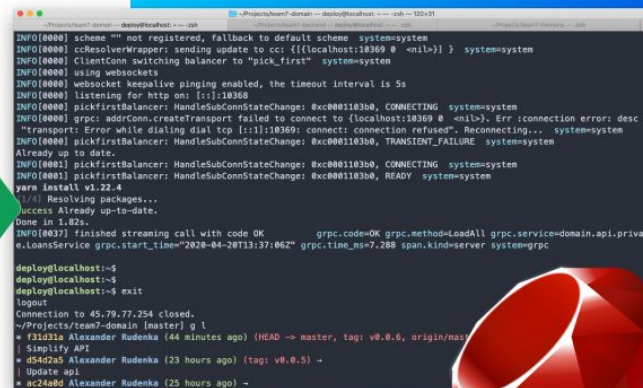 ~/Projects/team7-domain — deploy@localhost: ~ — -zsh — 120×31
~/Projects/team7-domain — deploy@localhost: ~ — -zsh
INFO[0000] scheme "" not registered, fallback to default scheme system=system
INFO[0000] ccResolverWrapper: sending update to cc: {[{localhost:10369 0 <nil>}] } system=system
INFO[0000] ClientConn switching balancer to "pick_first" system=system
INFO[0000] using websockets
INFO[0000] websocket keepalive pinging enabled, the timeout interval is 5s
INFO[0000] listening for http on: [::]:10368
INFO[0000] pickfirstBalancer: HandleSubConnStateChange: 0xc0001103b0, CONNECTING system=system
INFO[0000] grpc: addrConn.createTransport failed to connect to {localhost:10369 0 <nil>}. Err :connection error: desc
"transport: Error while dialing dial tcp [::1]:10369: connect: connection refused". Reconnecting... system=system
INFO[0000] pickfirstBalancer: HandleSubConnStateChange: 0xc0001103b0, TRANSIENT_FAILURE system=system
Already up to date.
INFO[0001] pickfirstBalancer: HandleSubConnStateChange: 0xc0001103b0, CONNECTING system=system
INFO[0001] pickfirstBalancer: HandleSubConnStateChange: 0xc0001103b0, READY system=system
yarn install v1.22.4
[1/4] Resolving packages...
success Already up-to-date.
Done in 1.82s.
INFO[0037] finished streaming call with code OK grpc.code=OK grpc.method=LoadAll grpc.service=domain.api.priva
e.LoansService grpc.start_time="2020-04-20T13:37:06Z" grpc.time_ms=7.288 span.kind=server system=grpc
deploy@localhost:~$
deploy@localhost:~$
deploy@localhost:~$ exit
logout
Connection to 45.79.77.254 closed.
~/Projects/team7-domain [master] g l
* f31d31a Alexander Rudenka (44 minutes ago) (HEAD -> master, tag: v0.0.6, origin/mast
| Simplify API
* d54d2a5 Alexander Rudenka (23 hours ago) (tag: v0.0.5) →
| Update api
* ac24a0d Alexander Rudenka (25 hours ago) →